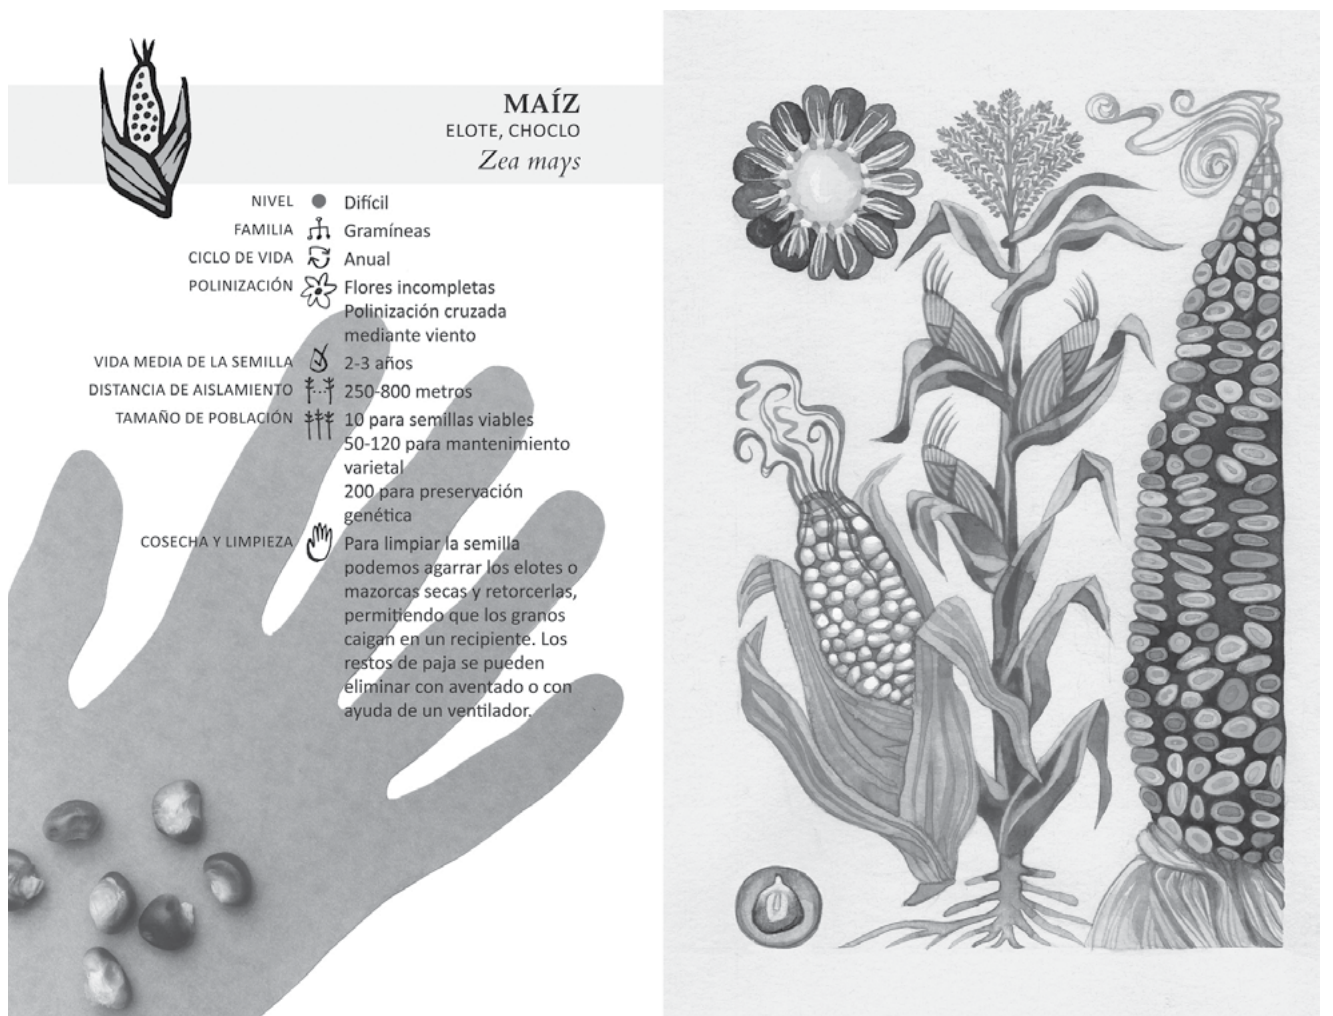 MAÍZ
ELOTE, CHOCLO
Zea mays
NIVEL Difícil
FAMILIA Gramíneas
CICLO DE VIDA Anual
POLINIZACIÓN Flores incompletas
Polinización cruzada
mediante viento
VIDA MEDIA DE LA SEMILLA 2-3 años
DISTANCIA DE AISLAMIENTO 250-800 metros
TAMAÑO DE POBLACIÓN 10 para semillas viables
50-120 para mantenimiento
varietal
200 para preservación
genética
COSECHA Y LIMPIEZA Para limpiar la semilla
podemos agarrar los elotes o
mazorcas secas y retorcerlas,
permitiendo que los granos
caigan en un recipiente. Los
restos de paja se pueden
eliminar con aventado o con
ayuda de un ventilador.